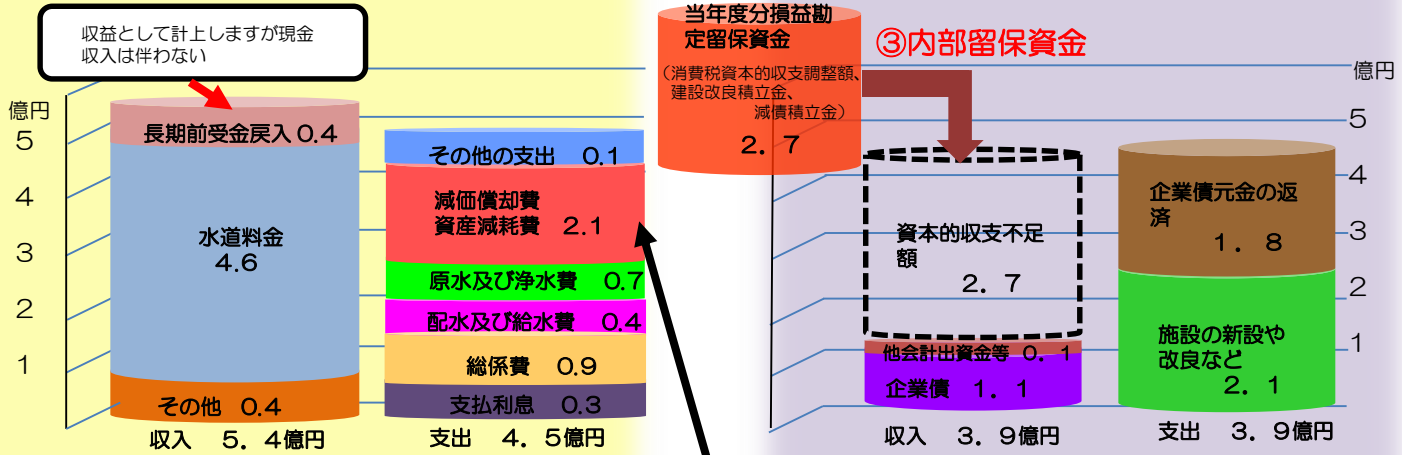 収益として計上しますが現金
収入は伴わない
億円
5
4
3
2
1
長期前受金戻入 0.4
水道料金
4.6
その他 0.4
収入 5.4億円
その他の支出 0.1
減価償却費
資産減耗費 2.1
原水及び浄水費 0.7
配水及び給水費 0.4
総係費 0.9
支払利息 0.3
支出 4.5億円
当年度分損益勘
定留保資金
（消費税資本的収支調整額、
建設改良積立金、
減債積立金）
2.7
③内部留保資金
資本的収支不足
額
2.7
他会計出資金等 0.1
企業債 1.1
収入 3.9億円
企業債元金の返
済
1.8
施設の新設や
改良など
2.1
支出 3.9億円
億円
5
4
3
2
1